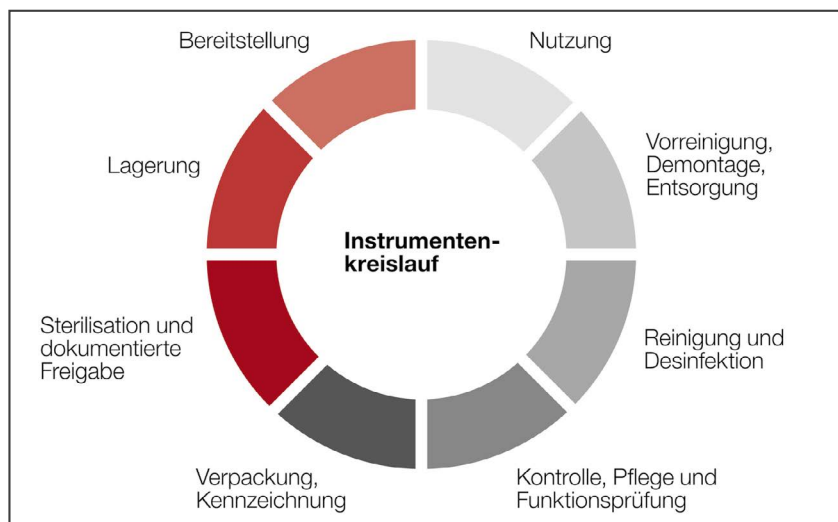 Bereitstellung
Nutzung
Vorreinigung,
Demontage,
Entsorgung
Reinigung und
Desinfektion
Kontrolle, Pflege und
Funktionsprüfung
Verpackung,
Kennzeichnung
Sterilisation und
dokumentierte
Freigabe
Lagerung
Instrumenten-
kreislauf